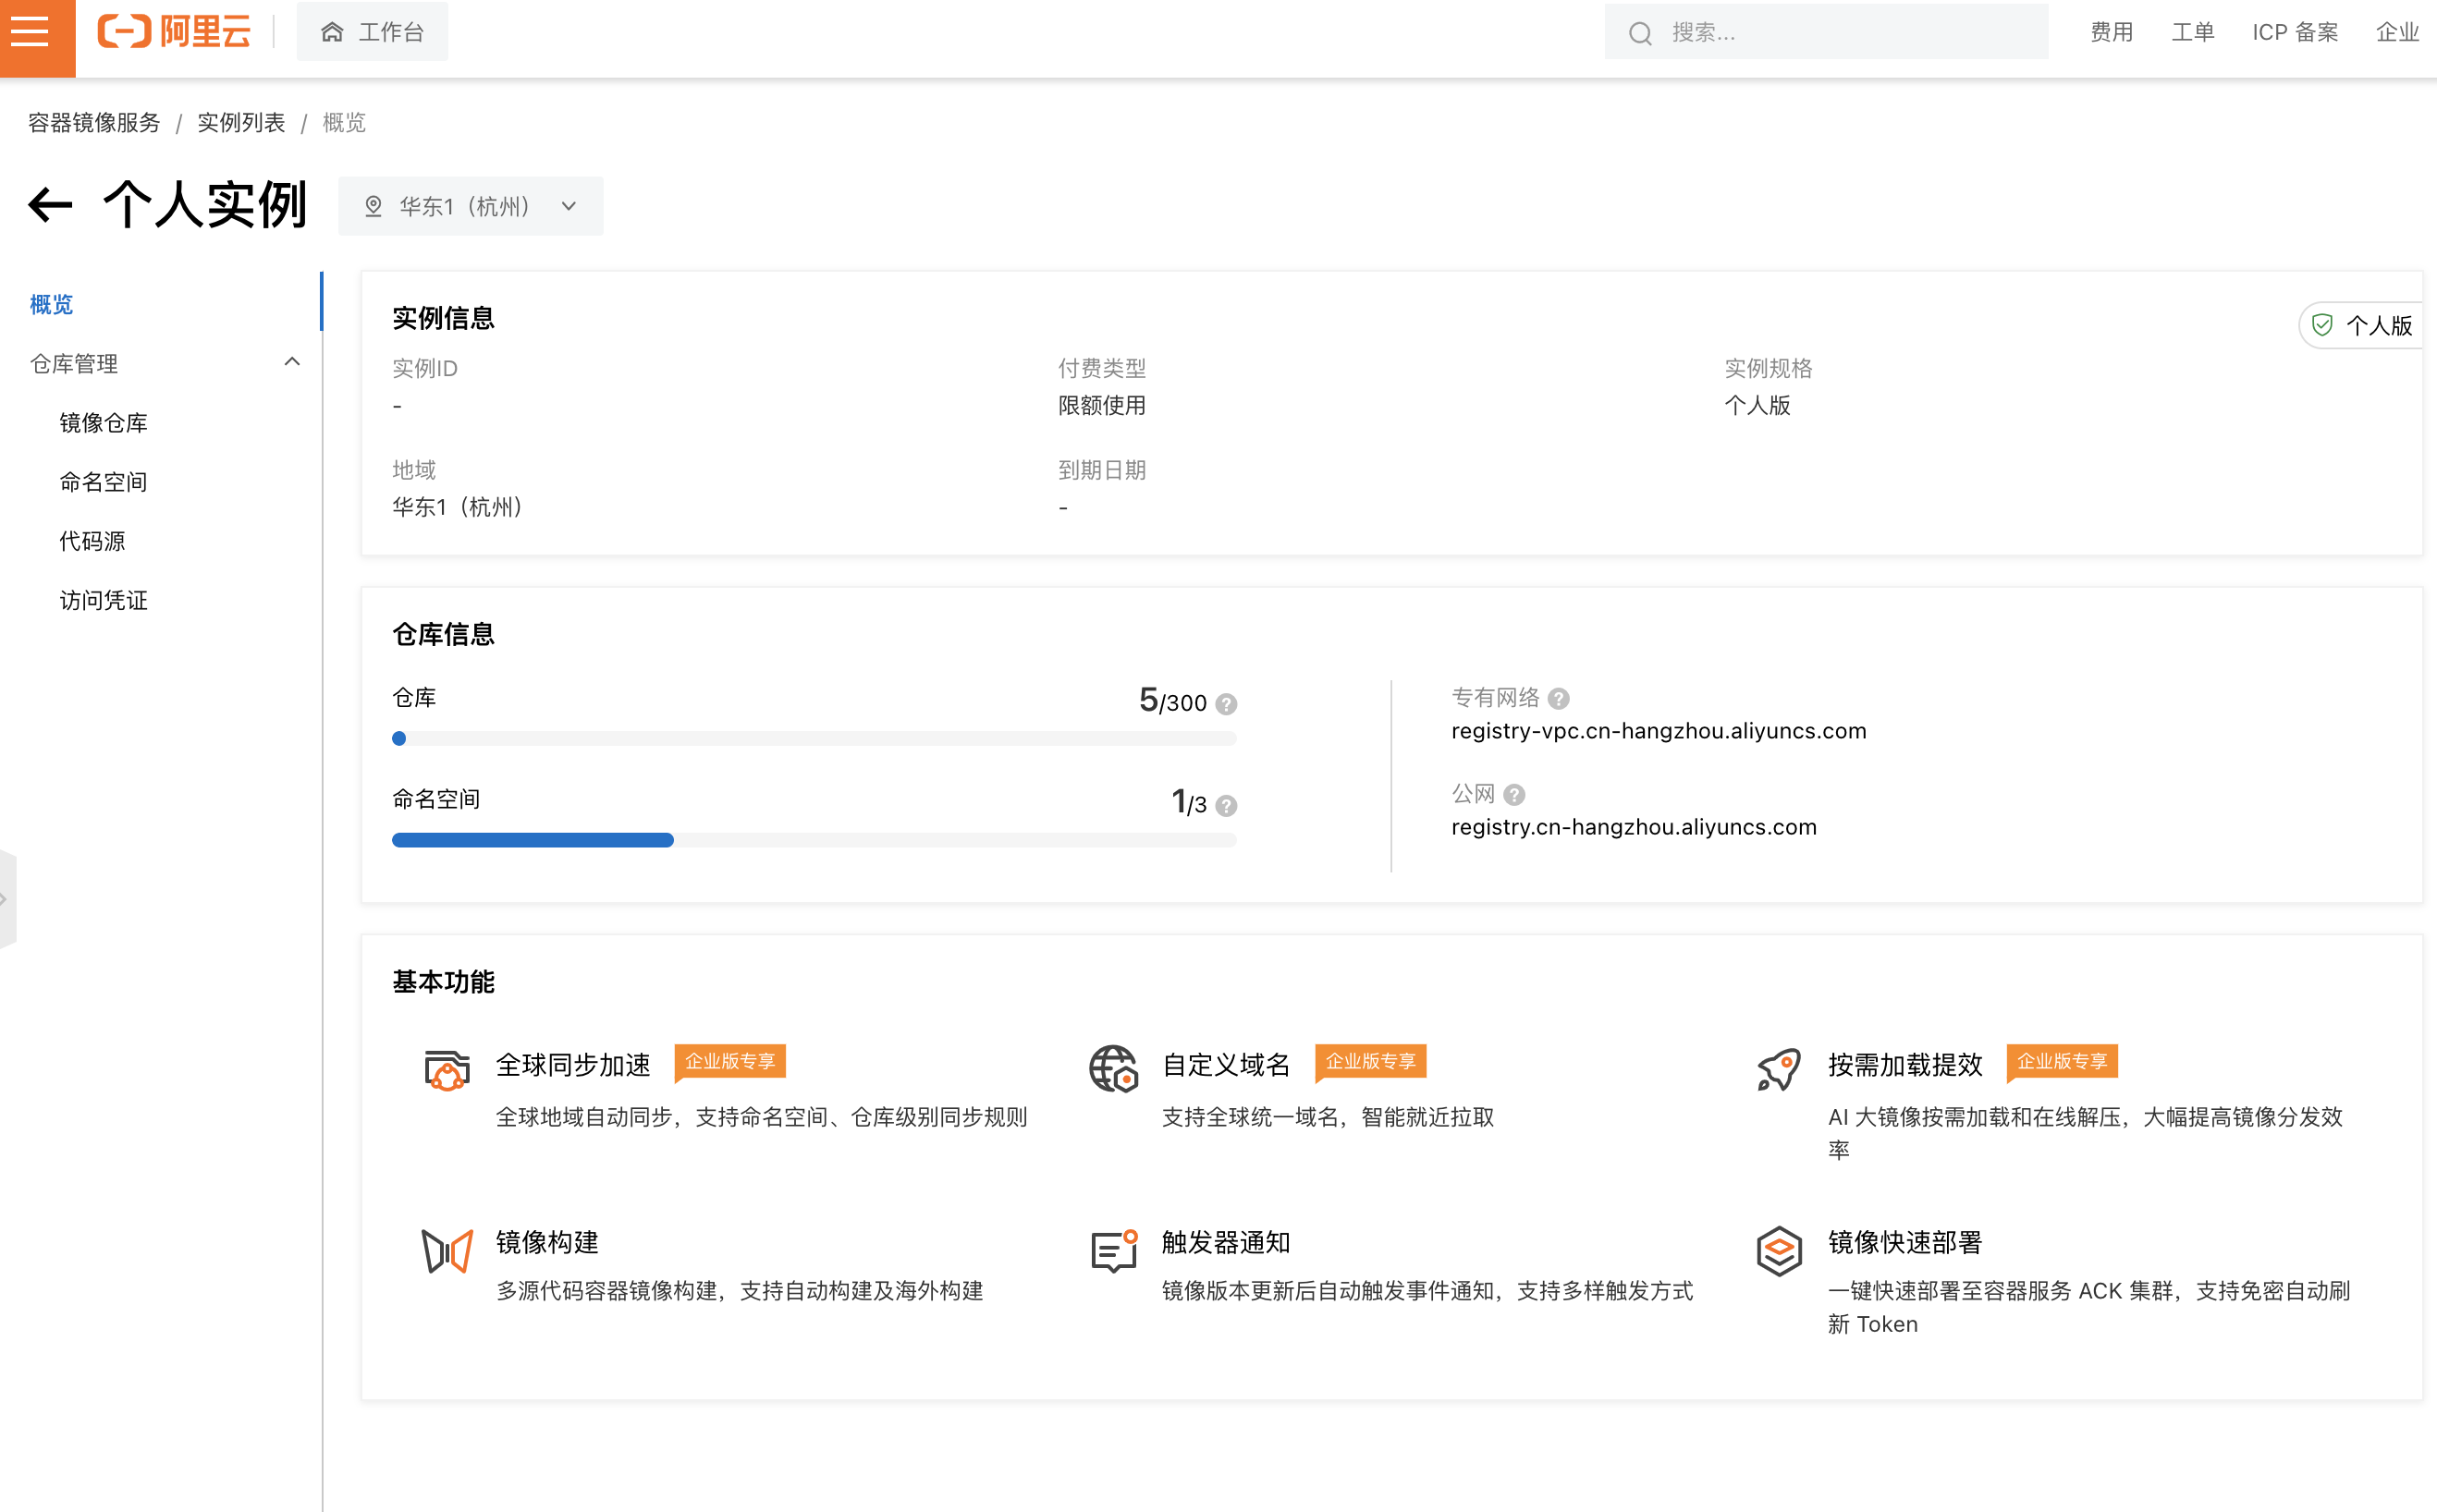 阿里云
工作台
搜索...
费用
工单
ICP 备案
企业
容器镜像服务 / 实例列表 / 概览
个人实例
华东1（杭州）
概览
仓库管理
镜像仓库
命名空间
代码源
访问凭证
实例信息
个人版
实例ID
-
付费类型
限额使用
实例规格
个人版
地域
华东1（杭州）
到期日期
-
仓库信息
仓库
5/300
命名空间
1/3
专有网络
registry-vpc.cn-hangzhou.aliyuncs.com
公网
registry.cn-hangzhou.aliyuncs.com
基本功能
全球同步加速 企业版专享
全球地域自动同步，支持命名空间、仓库级别同步规则
自定义域名 企业版专享
支持全球统一域名，智能就近拉取
按需加载提效 企业版专享
AI 大镜像按需加载和在线解压，大幅提高镜像分发效
率
镜像构建
多源代码容器镜像构建，支持自动构建及海外构建
触发器通知
镜像版本更新后自动触发事件通知，支持多样触发方式
镜像快速部署
一键快速部署至容器服务 ACK 集群，支持免密自动刷
新 Token